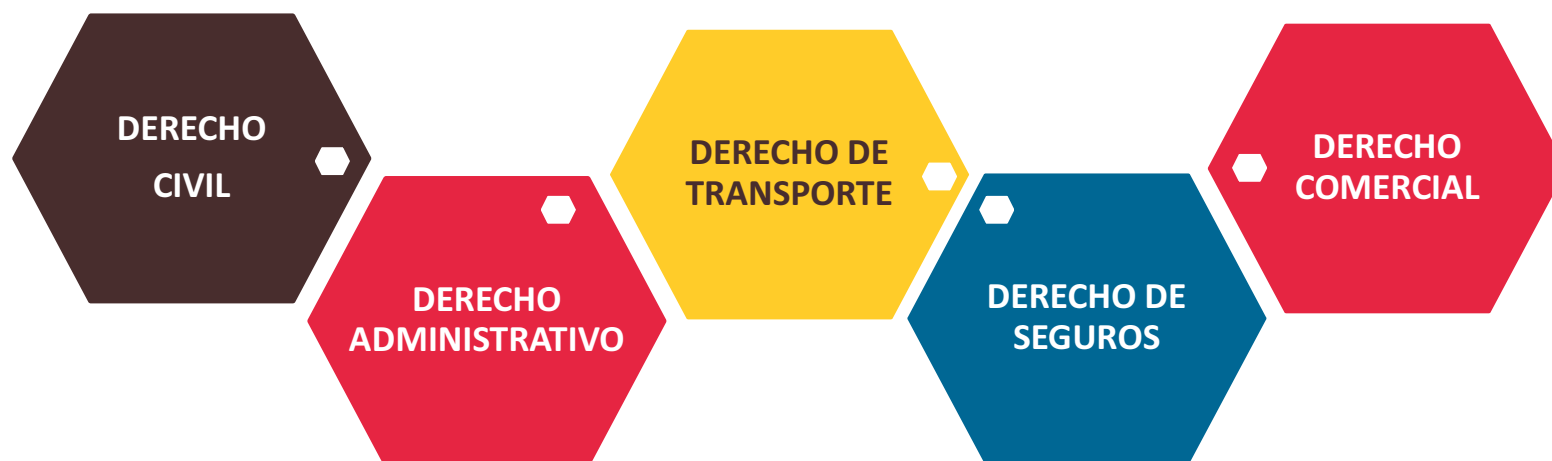 DERECHO
CIVIL
DERECHO
ADMINISTRATIVO
DERECHO DE
TRANSPORTE
DERECHO DE
SEGUROS
DERECHO
COMERCIAL